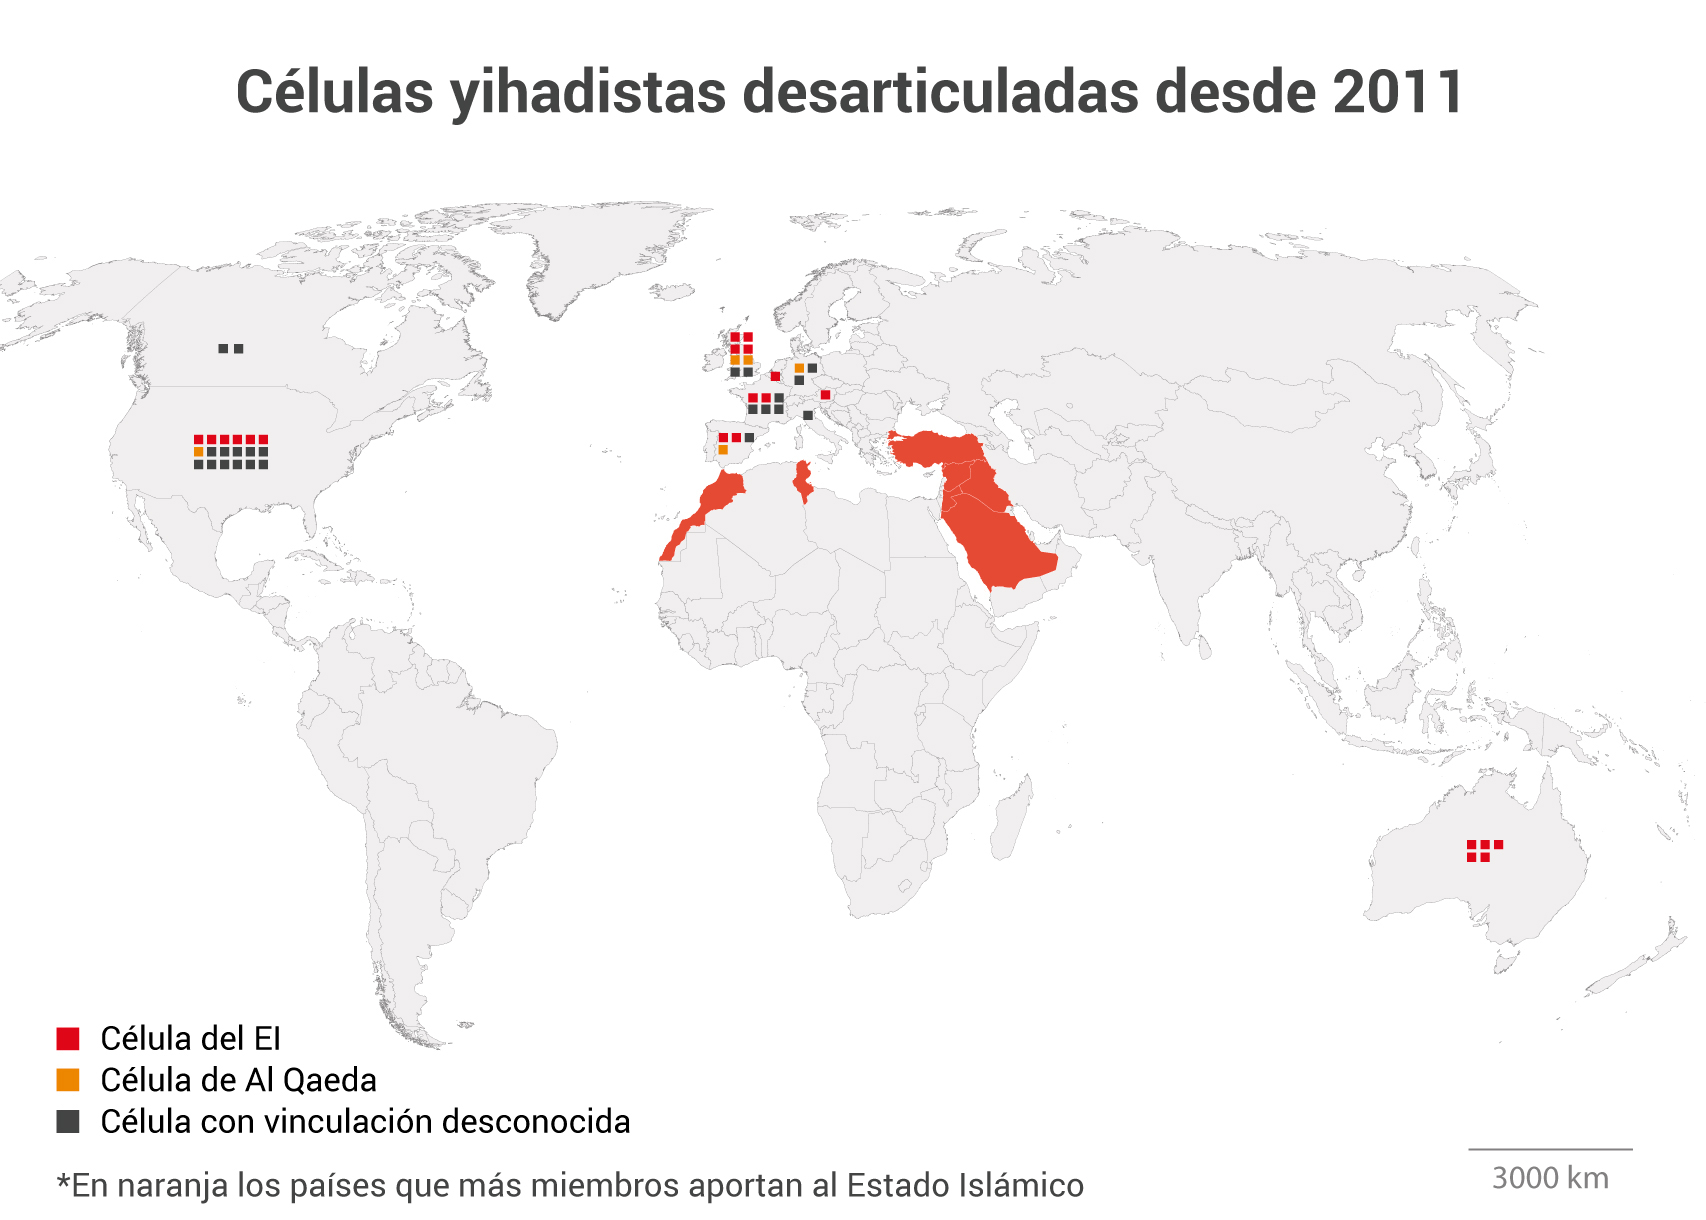 Células yihadistas desarticuladas desde 2011
Célula del EI
Célula de Al Qaeda
Célula con vinculación desconocida
*En naranja los países que más miembros aportan al Estado Islámico
3000 km